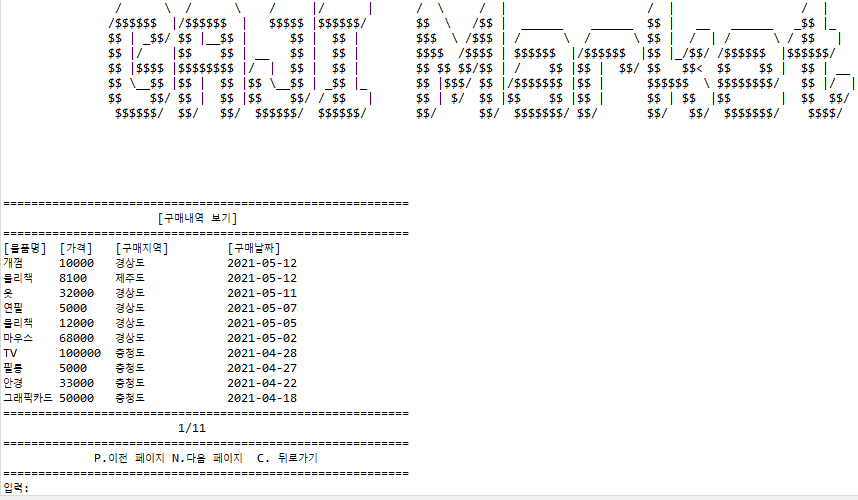 ==========================================================
[구매내역 보기]
==========================================================
[물품명] [가격] [구매지역] [구매날짜]
개껌 10000 경상도 2021-05-12
물리책 8100 제주도 2021-05-12
옷 32000 경상도 2021-05-11
연필 5000 경상도 2021-05-07
물리책 12000 경상도 2021-05-05
마우스 68000 경상도 2021-05-02
TV 100000 충청도 2021-04-28
필통 5000 충청도 2021-04-27
안경 33000 충청도 2021-04-22
그래픽카드 50000 충청도 2021-04-18
==========================================================
1/11
==========================================================
P.이전 페이지 N.다음 페이지 C. 뒤로가기
==========================================================
입력: